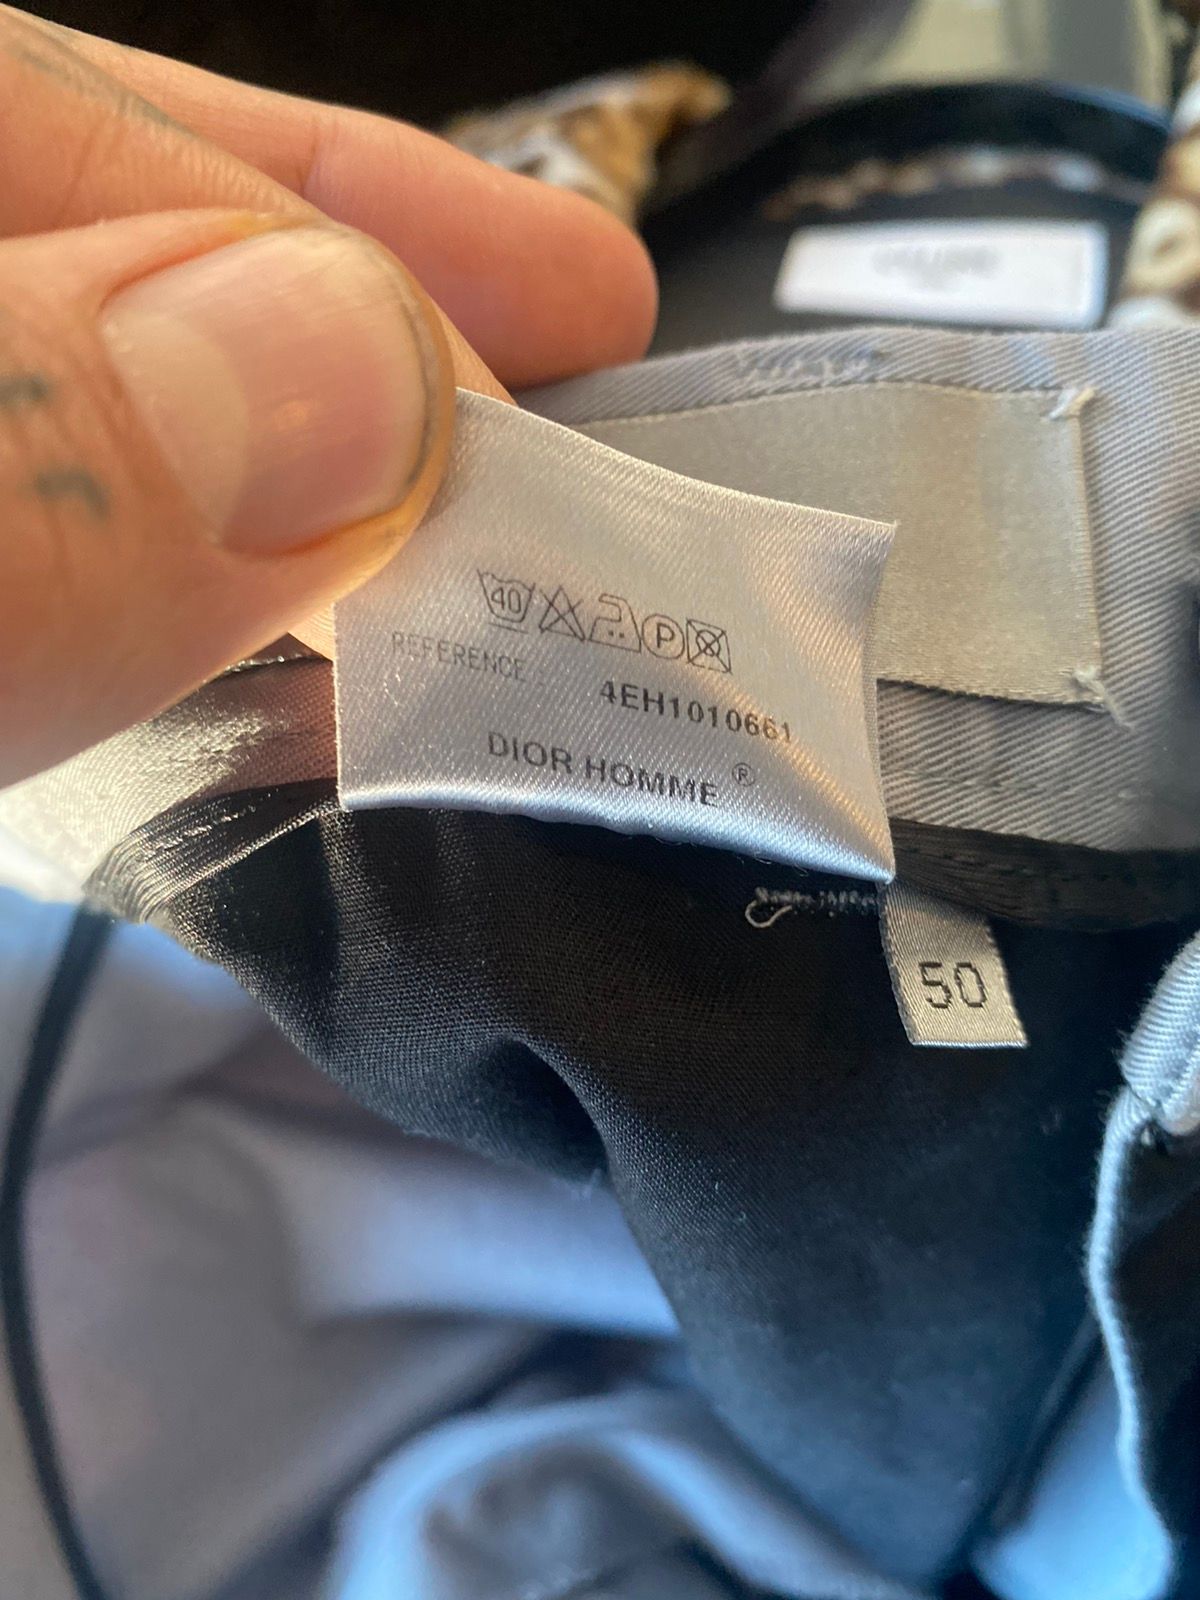 40 P
REFERENCE :
4EH1010661
DIOR HOMME ®
50